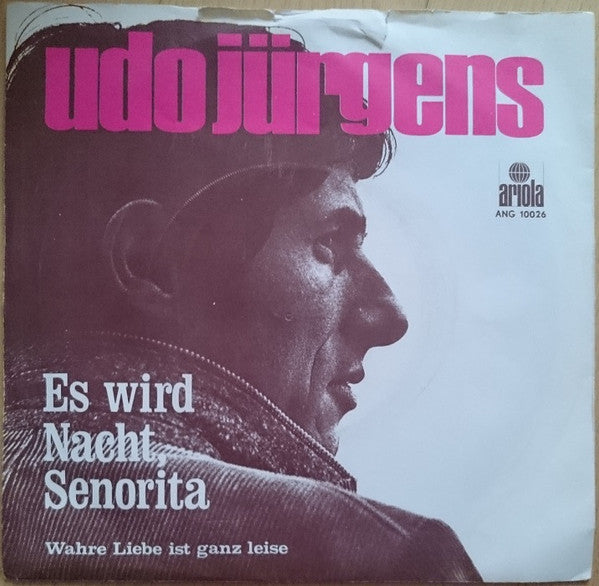 udo jürgens
ariola
ANG 10026
Es wird
Nacht,
Senorita
Wahre Liebe ist ganz leise